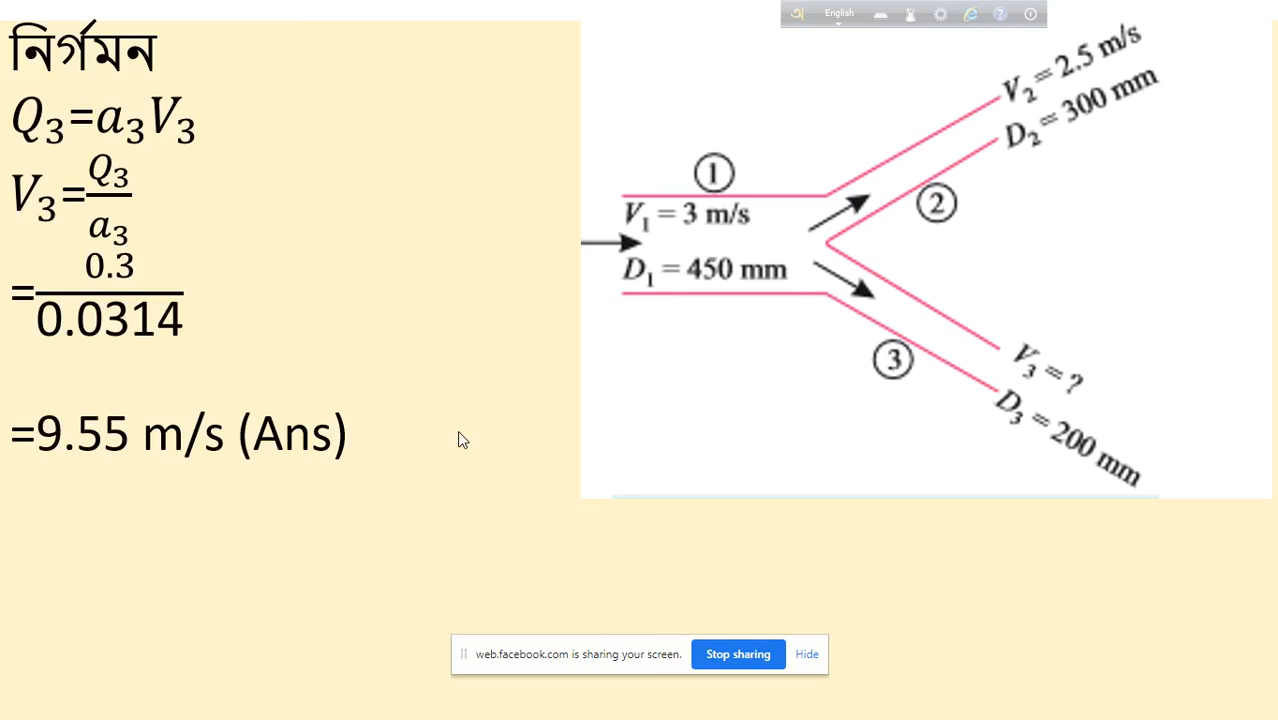 English
নির্গমন
Q₃=a₃V₃
V₃=Q₃/a₃
=0.3/0.0314
=9.55 m/s (Ans)
V₂ = 2.5 m/s
D₂ = 300 mm
①
②
V₁ = 3 m/s
D₁ = 450 mm
③
V₃ = ?
D₃ = 200 mm
web.facebook.com is sharing your screen.
Stop sharing
Hide